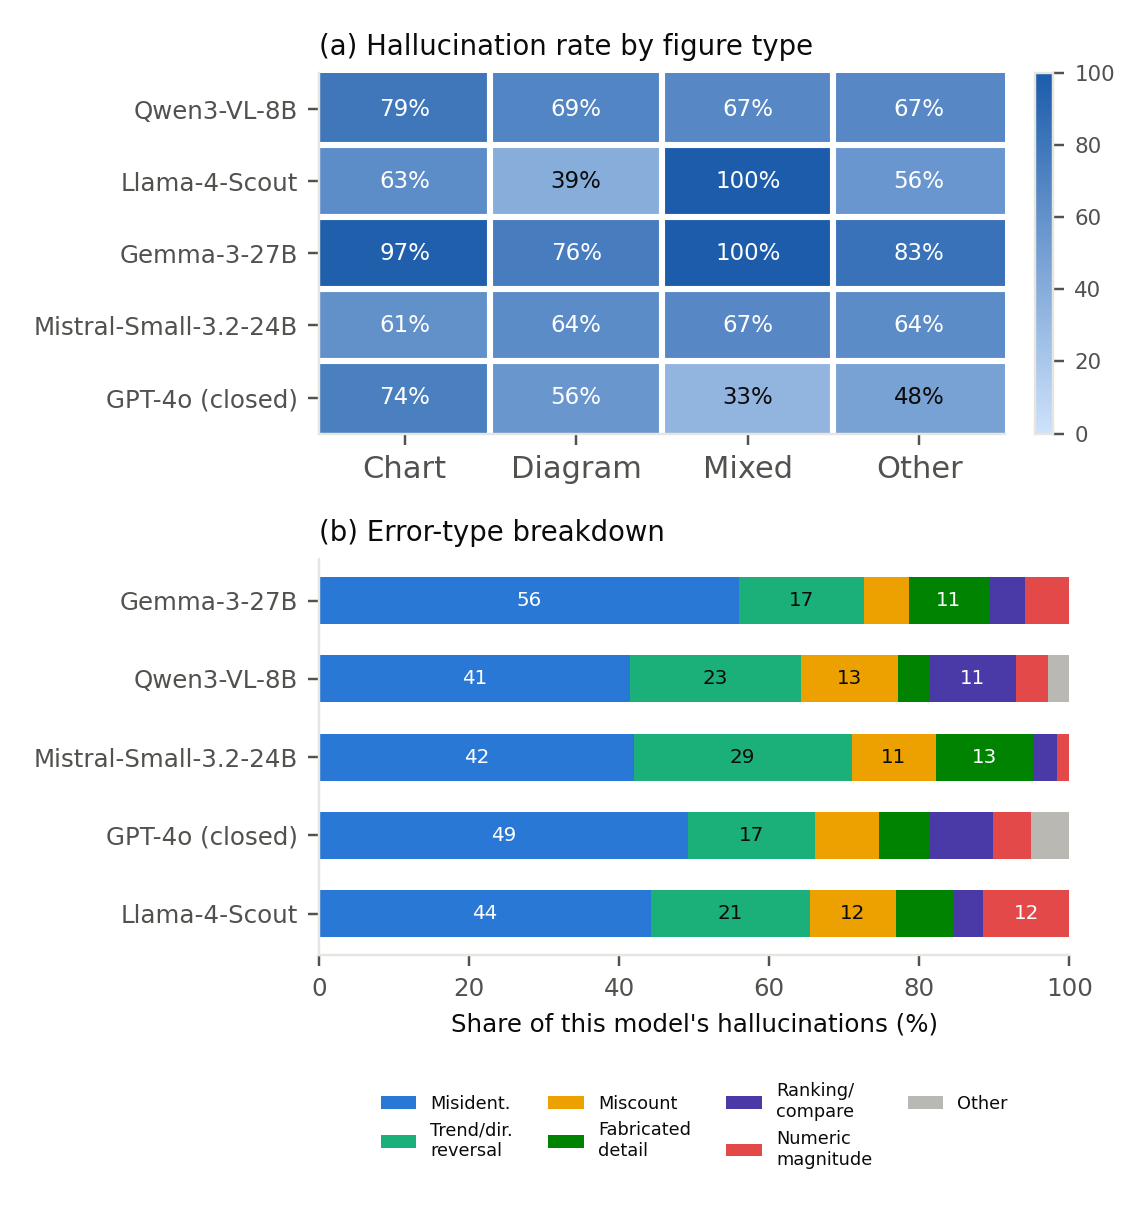 (a) Hallucination rate by figure type
Qwen3-VL-8B 79% 69% 67% 67%
Llama-4-Scout 63% 39% 100% 56%
Gemma-3-27B 97% 76% 100% 83%
Mistral-Small-3.2-24B 61% 64% 67% 64%
GPT-4o (closed) 74% 56% 33% 48%
Chart Diagram Mixed Other
100
80
60
40
20
0
(b) Error-type breakdown
Gemma-3-27B 56 17 11
Qwen3-VL-8B 41 23 13 11
Mistral-Small-3.2-24B 42 29 11 13
GPT-4o (closed) 49 17
Llama-4-Scout 44 21 12 12
0 20 40 60 80 100
Share of this model's hallucinations (%)
Misident.
Trend/dir.
reversal
Miscount
Fabricated
detail
Ranking/
compare
Numeric
magnitude
Other